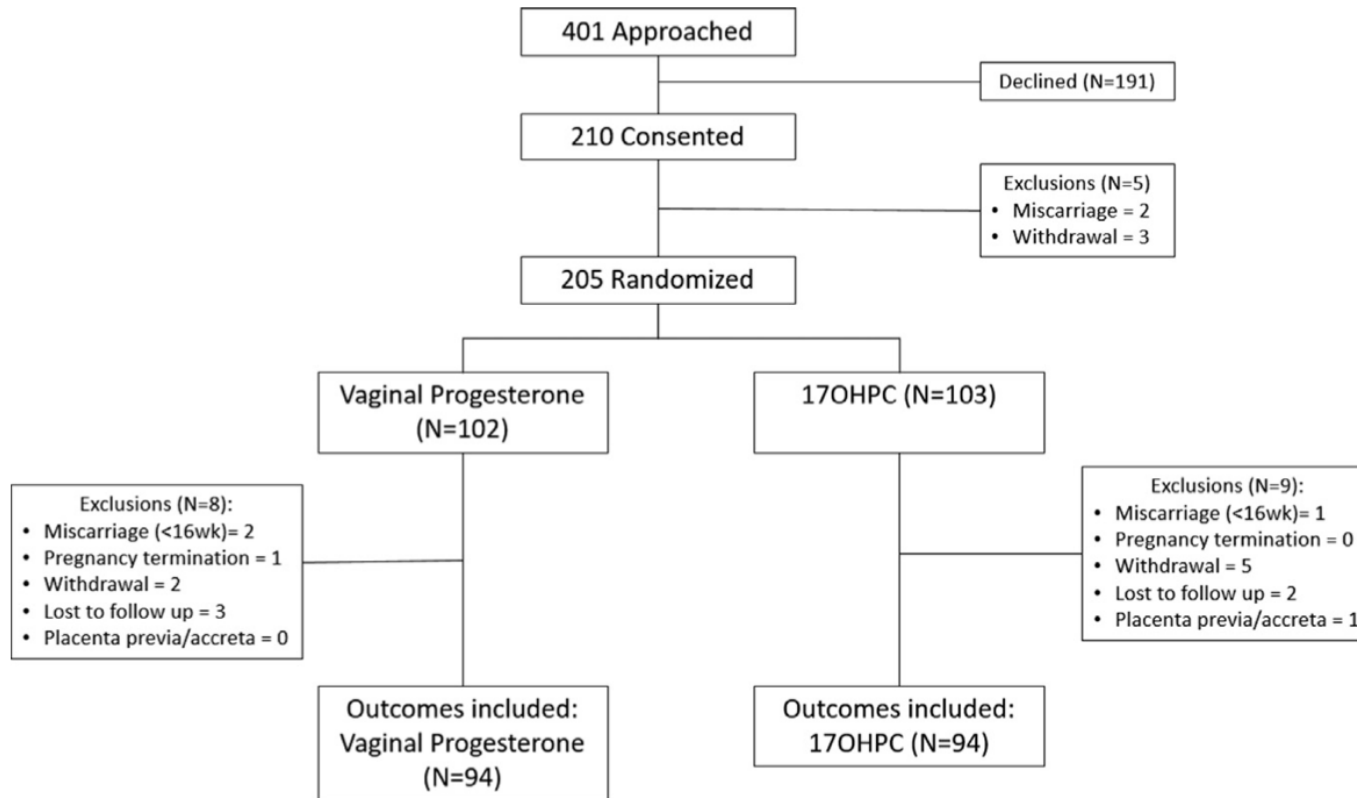 401 Approached
Declined (N=191)
210 Consented
Exclusions (N=5)
• Miscarriage = 2
• Withdrawal = 3
205 Randomized
Vaginal Progesterone
(N=102)
17OHPC (N=103)
Exclusions (N=8):
• Miscarriage (<16wk)= 2
• Pregnancy termination = 1
• Withdrawal = 2
• Lost to follow up = 3
• Placenta previa/accreta = 0
Exclusions (N=9):
• Miscarriage (<16wk)= 1
• Pregnancy termination = 0
• Withdrawal = 5
• Lost to follow up = 2
• Placenta previa/accreta = 1
Outcomes included:
Vaginal Progesterone
(N=94)
Outcomes included:
17OHPC (N=94)